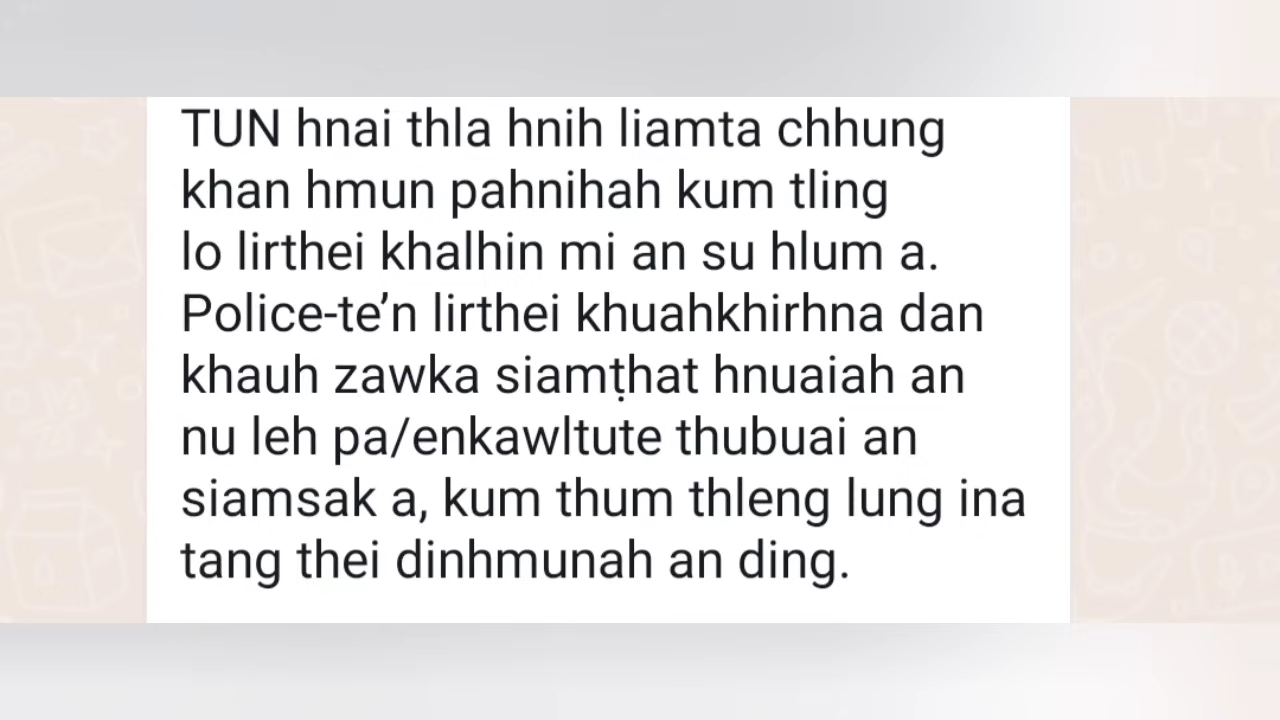 TUN hnai thla hnih liamta chhung
khan hmun pahnihah kum tling
lo lirthei khalhin mi an su hlum a.
Police-te’n lirthei khuahkhirhna dan
khauh zawka siamṭhat hnuaiah an
nu leh pa/enkawltute thubuai an
siamsak a, kum thum thleng lung ina
tang thei dinhmunah an ding.